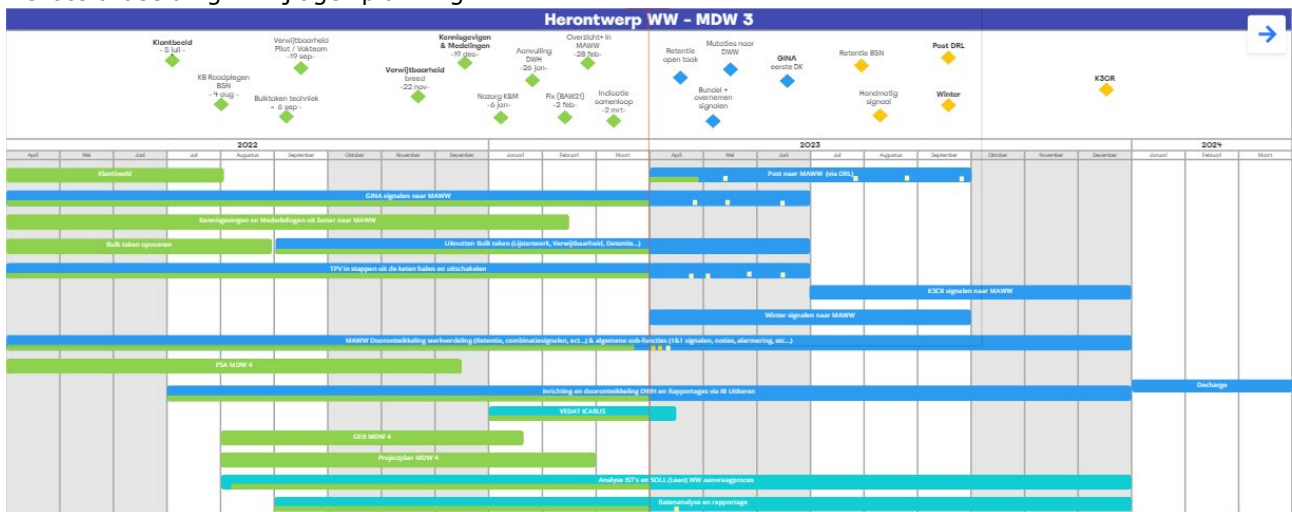 Herontwerp WW - MDW 3
Klantbeeld
- 5 juli -
KB Raadplegen
BSN
- 4 aug -
Verwijtbaarheid
Pilot / Vakteam
-19 sep-
Bulktaken techniek
- 6 sep -
Verwijtbaarheid
breed
-22 nov-
Kennisgevigen
& Medelingen
-19 dec-
Nazorg K&M
-6 jan-
Aanvulling
DWH
-26 jan-
Overzicht+ in
MAWW
-28 feb-
Fix (BAW21)
-2 feb-
Indicatie
samenloop
-2 mrt-
Retentie
open taak
Bundel +
overnemen
signalen
Mutaties naar
DWW
GINA
eerste DK
Retentie BSN
Handmatig
signaal
Post DRL
Winter
K3CR
2022
2023
2024
April Mei Juni Juli Augustus September Oktober November December Januari Februari Maart April Mei Juni Juli Augustus September Oktober November December Januari Februari Maart
Klantbeeld
Post naar MAWW (via DRL)
GINA signalen naar MAWW
Kennisgevingen en Mededelingen uit Sonar naar MAWW
Bulk taken opvoeren
Uitnutten Bulk taken (Lijstenwerk, Verwijtbaarheid, Detentie...)
TPV in stappen uit de keten halen en uitschakelen
K3CR signalen naar MAWW
Winter signalen naar MAWW
MAWW Doorontwikkeling werkverdeling (Retentie, combinatiesignalen, ect...) & algemene sub-functies (1&1 signalen, noties, alarmering, etc...)
PSA MDW 4
Decharge
Inrichting en doorontwikkeling DWH en Rapportages via IB Uitkeren
VEDAT ICARUS
GEB MDW 4
Projectplan MDW 4
Analyse IST's en SOLL (Lean) WW aanvraagproces
Datenanalyse en rapportage